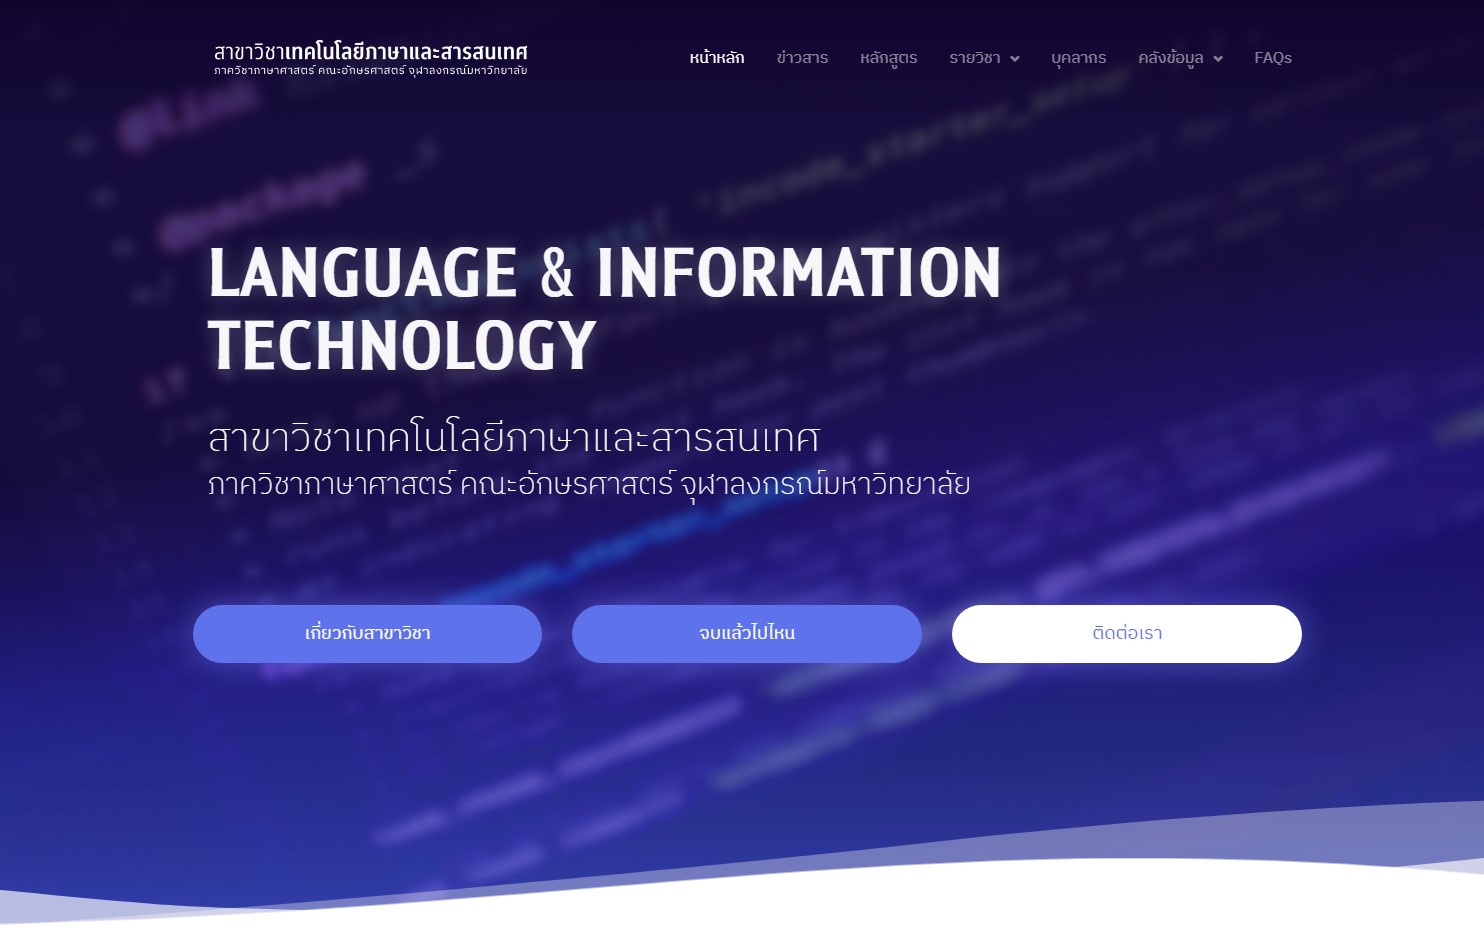 สาขาวิชาเทคโนโลยีภาษาและสารสนเทศ
ภาควิชาภาษาศาสตร์ คณะอักษรศาสตร์ จุฬาลงกรณ์มหาวิทยาลัย
หน้าหลัก ข่าวสาร หลักสูตร รายวิชา บุคลากร คลังข้อมูล FAQs
@link
@package _s
LANGUAGE & INFORMATION
TECHNOLOGY
สาขาวิชาเทคโนโลยีภาษาและสารสนเทศ
ภาควิชาภาษาศาสตร์ คณะอักษรศาสตร์ จุฬาลงกรณ์มหาวิทยาลัย
เกี่ยวกับสาขาวิชา จบแล้วไปไหน ติดต่อเรา